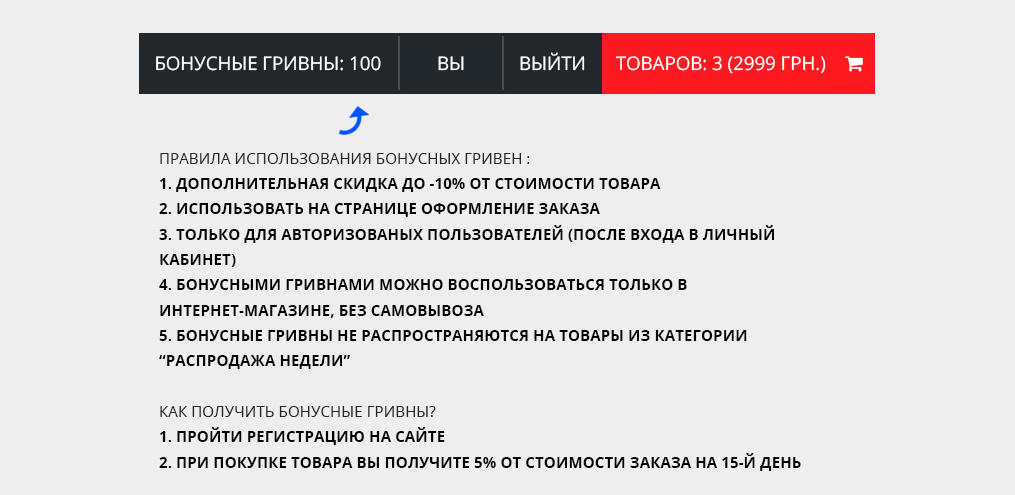 БОНУСНЫЕ ГРИВНЫ: 100 ВЫ ВЫЙТИ ТОВАРОВ: 3 (2999 ГРН.)
ПРАВИЛА ИСПОЛЬЗОВАНИЯ БОНУСНЫХ ГРИВЕН :
1. ДОПОЛНИТЕЛЬНАЯ СКИДКА ДО -10% ОТ СТОИМОСТИ ТОВАРА
2. ИСПОЛЬЗОВАТЬ НА СТРАНИЦЕ ОФОРМЛЕНИЕ ЗАКАЗА
3. ТОЛЬКО ДЛЯ АВТОРИЗОВАНЫХ ПОЛЬЗОВАТЕЛЕЙ (ПОСЛЕ ВХОДА В ЛИЧНЫЙ
КАБИНЕТ)
4. БОНУСНЫМИ ГРИВНАМИ МОЖНО ВОСПОЛЬЗОВАТЬСЯ ТОЛЬКО В
ИНТЕРНЕТ-МАГАЗИНЕ, БЕЗ САМОВЫВОЗА
5. БОНУСНЫЕ ГРИВНЫ НЕ РАСПРОСТРАНЯЮТСЯ НА ТОВАРЫ ИЗ КАТЕГОРИИ
“РАСПРОДАЖА НЕДЕЛИ”
КАК ПОЛУЧИТЬ БОНУСНЫЕ ГРИВНЫ?
1. ПРОЙТИ РЕГИСТРАЦИЮ НА САЙТЕ
2. ПРИ ПОКУПКЕ ТОВАРА ВЫ ПОЛУЧИТЕ 5% ОТ СТОИМОСТИ ЗАКАЗА НА 15-Й ДЕНЬ